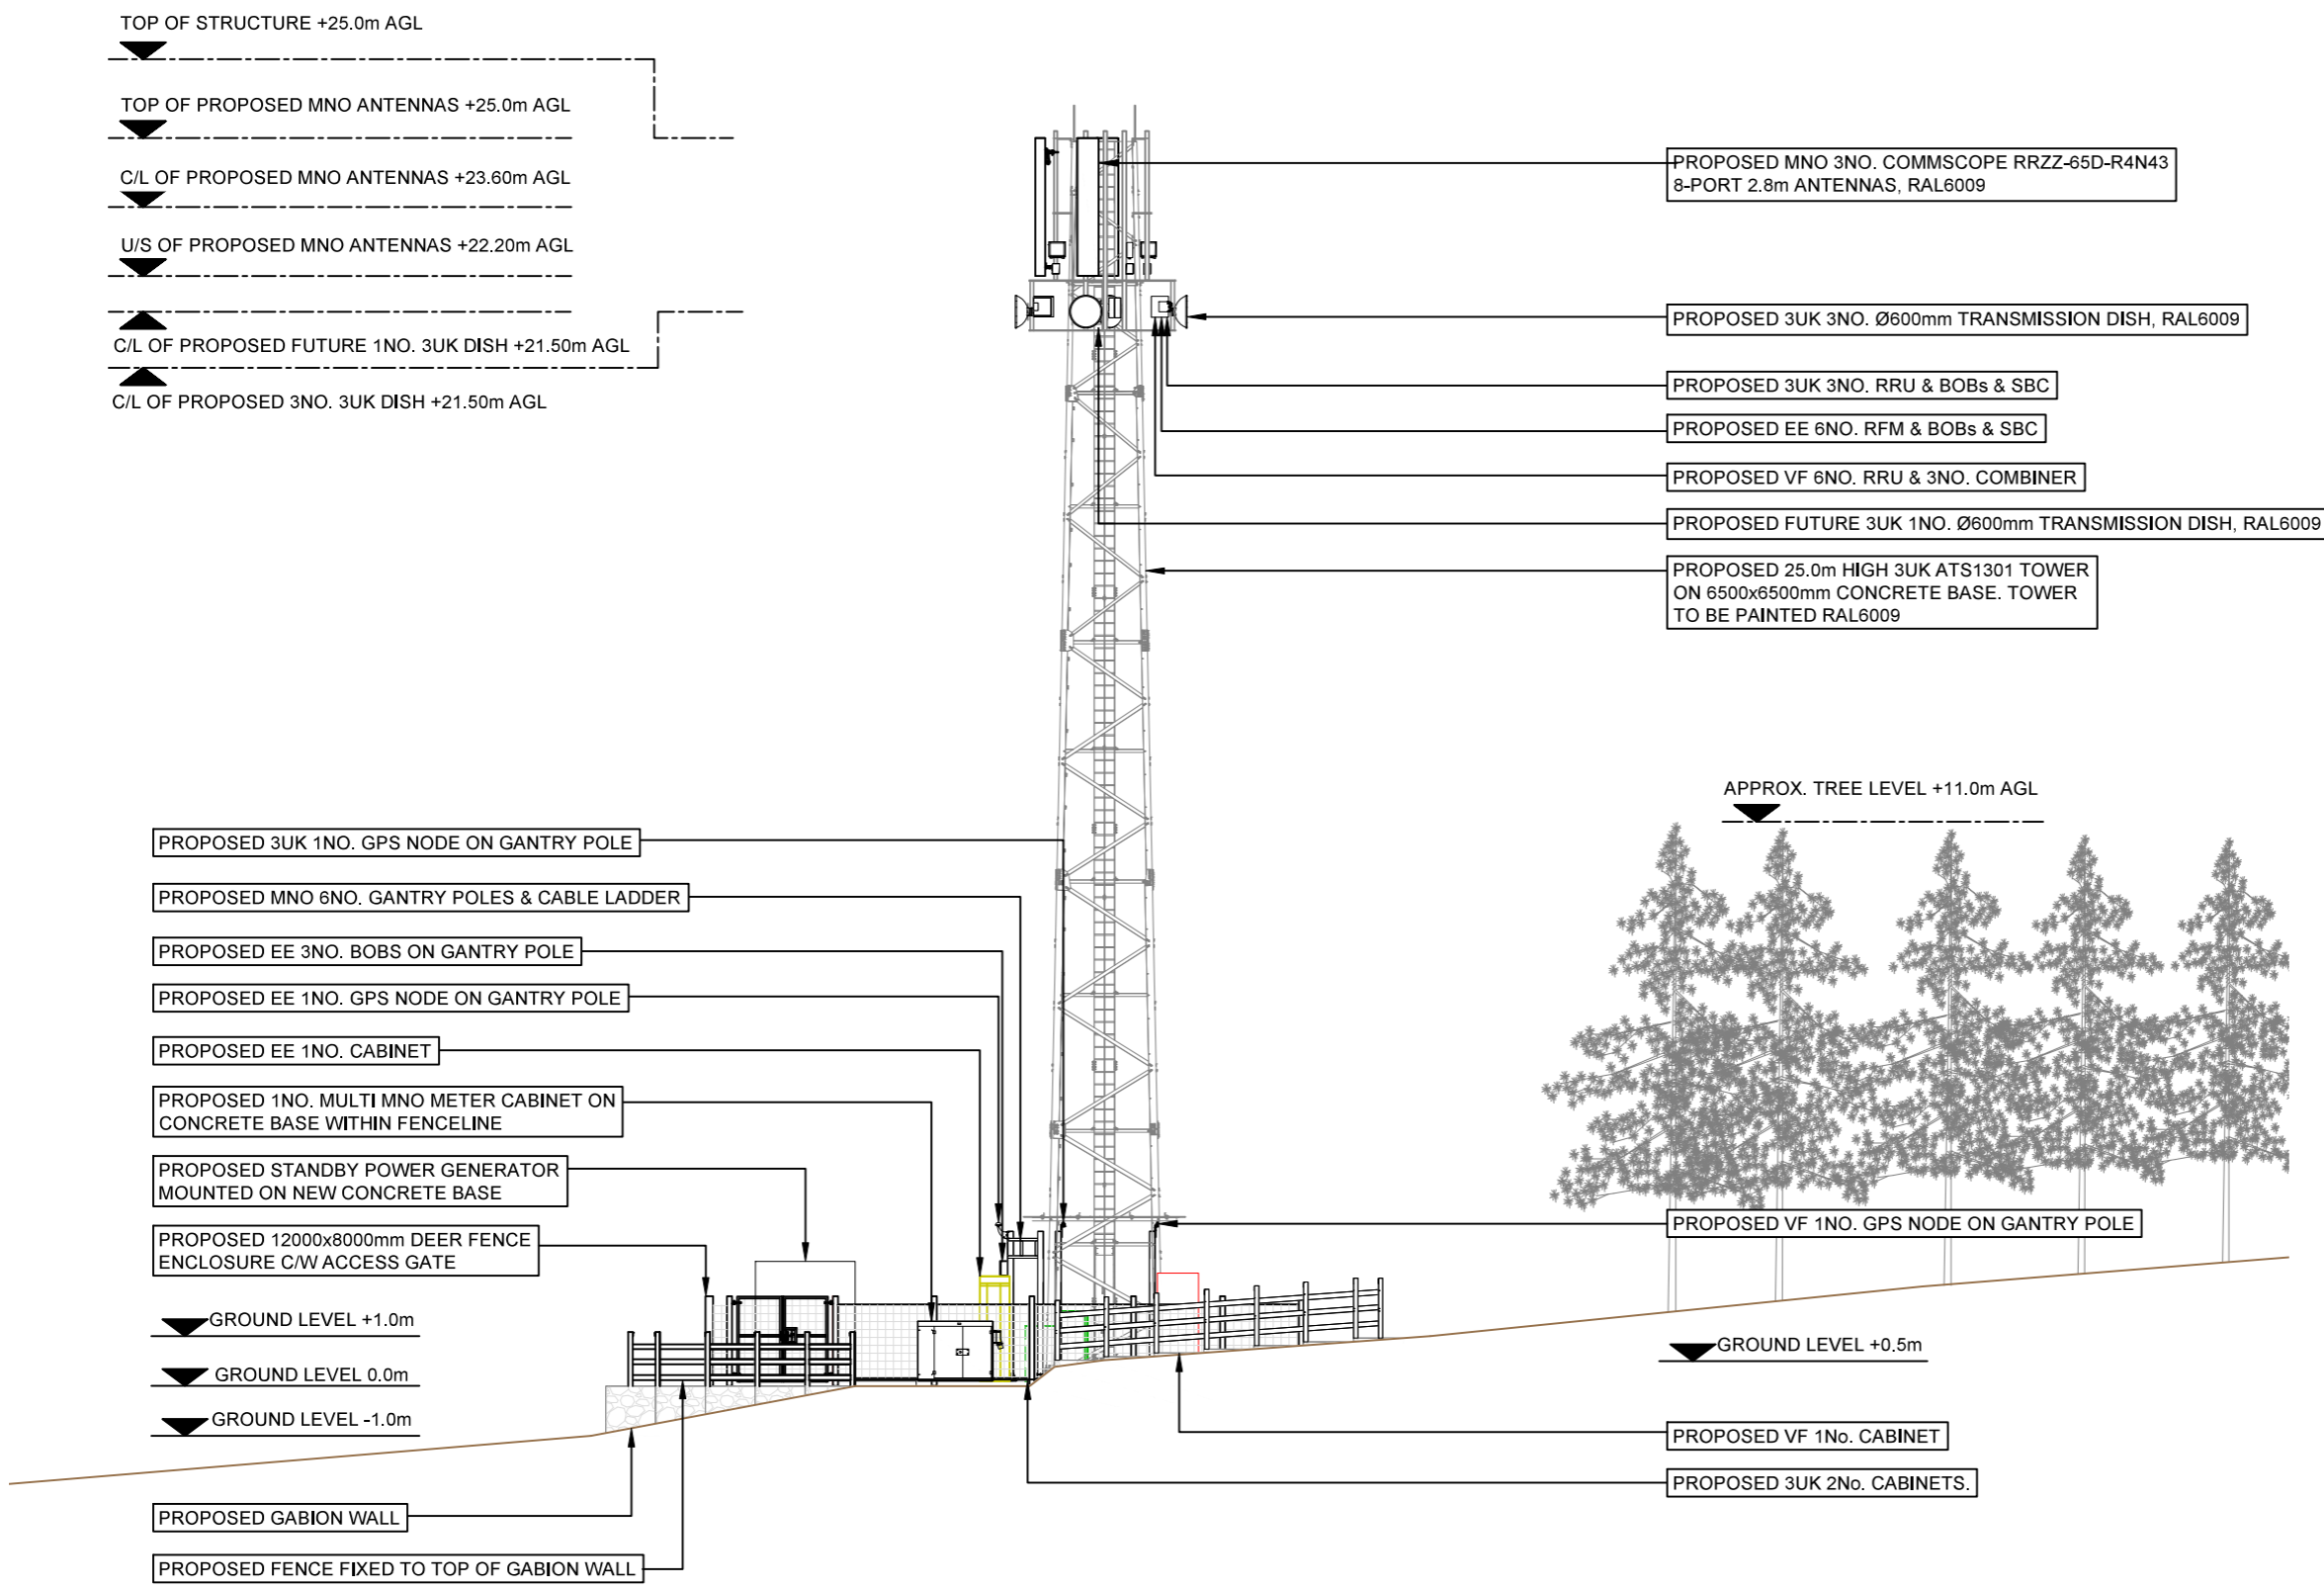 TOP OF STRUCTURE +25.0m AGL
TOP OF PROPOSED MNO ANTENNAS +25.0m AGL
C/L OF PROPOSED MNO ANTENNAS +23.60m AGL
U/S OF PROPOSED MNO ANTENNAS +22.20m AGL
C/L OF PROPOSED FUTURE 1NO. 3UK DISH +21.50m AGL
C/L OF PROPOSED 3NO. 3UK DISH +21.50m AGL
PROPOSED MNO 3NO. COMMSCOPE RRZZ-65D-R4N43
8-PORT 2.8m ANTENNAS, RAL6009
PROPOSED 3UK 3NO. Ø600mm TRANSMISSION DISH, RAL6009
PROPOSED 3UK 3NO. RRU & BOBs & SBC
PROPOSED EE 6NO. RFM & BOBs & SBC
PROPOSED VF 6NO. RRU & 3NO. COMBINER
PROPOSED FUTURE 3UK 1NO. Ø600mm TRANSMISSION DISH, RAL6009
PROPOSED 25.0m HIGH 3UK ATS1301 TOWER
ON 6500x6500mm CONCRETE BASE. TOWER
TO BE PAINTED RAL6009
APPROX. TREE LEVEL +11.0m AGL
PROPOSED 3UK 1NO. GPS NODE ON GANTRY POLE
PROPOSED MNO 6NO. GANTRY POLES & CABLE LADDER
PROPOSED EE 3NO. BOBS ON GANTRY POLE
PROPOSED EE 1NO. GPS NODE ON GANTRY POLE
PROPOSED EE 1NO. CABINET
PROPOSED 1NO. MULTI MNO METER CABINET ON
CONCRETE BASE WITHIN FENCELINE
PROPOSED STANDBY POWER GENERATOR
MOUNTED ON NEW CONCRETE BASE
PROPOSED 12000x8000mm DEER FENCE
ENCLOSURE C/W ACCESS GATE
GROUND LEVEL +1.0m
GROUND LEVEL 0.0m
GROUND LEVEL -1.0m
PROPOSED GABION WALL
PROPOSED FENCE FIXED TO TOP OF GABION WALL
PROPOSED VF 1NO. GPS NODE ON GANTRY POLE
GROUND LEVEL +0.5m
PROPOSED VF 1No. CABINET
PROPOSED 3UK 2No. CABINETS.